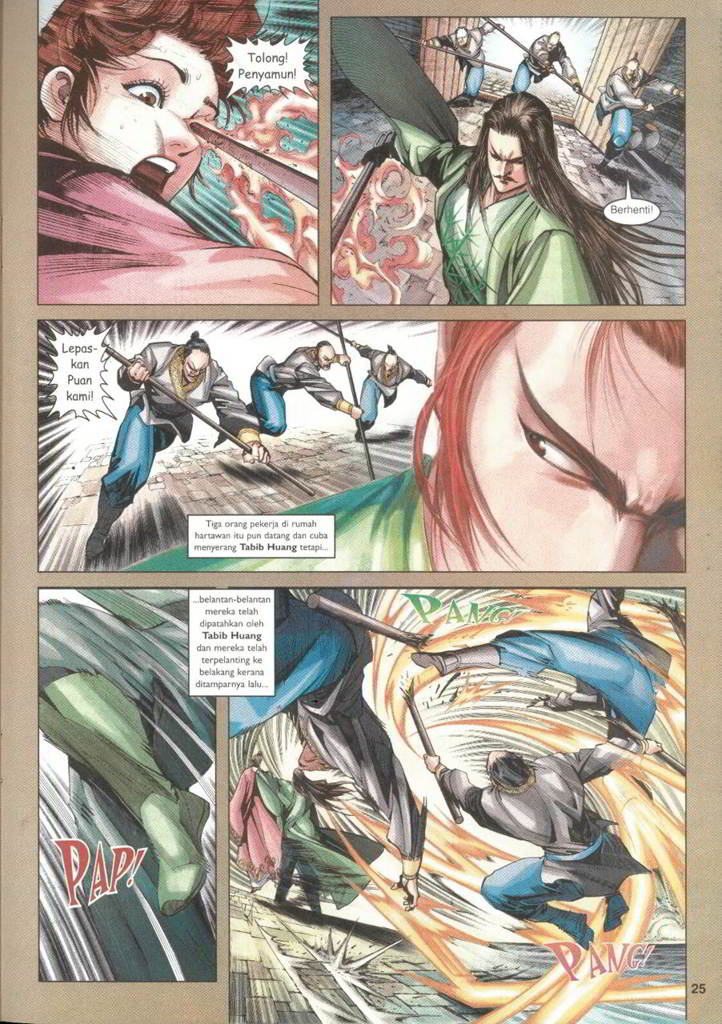 Tolong!
Penyamun!
Berhenti!
Lepas-
kan
Puan
kami!
Tiga orang pekerja di rumah
hartawan itu pun datang dan cuba
menyerang Tabib Huang tetapi...
...belantan-belantan
mereka telah
dipatahkan oleh
Tabib Huang
dan mereka telah
terpelanting ke
belakang kerana
ditamparnya lalu...
PANG!
PAP!
PANG!
25